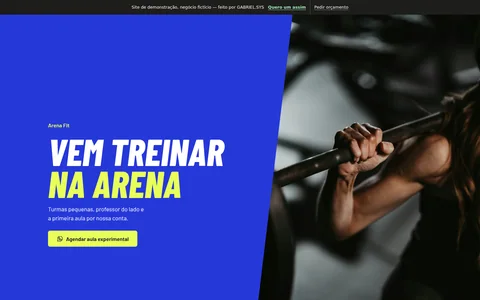 Site de demonstração, negócio fictício — feito por GABRIEL.SYS Quero um assim Pedir orçamento
Arena Fit
VEM TREINAR
NA ARENA
Turmas pequenas, professor do lado e
a primeira aula por nossa conta.
Agendar aula experimental